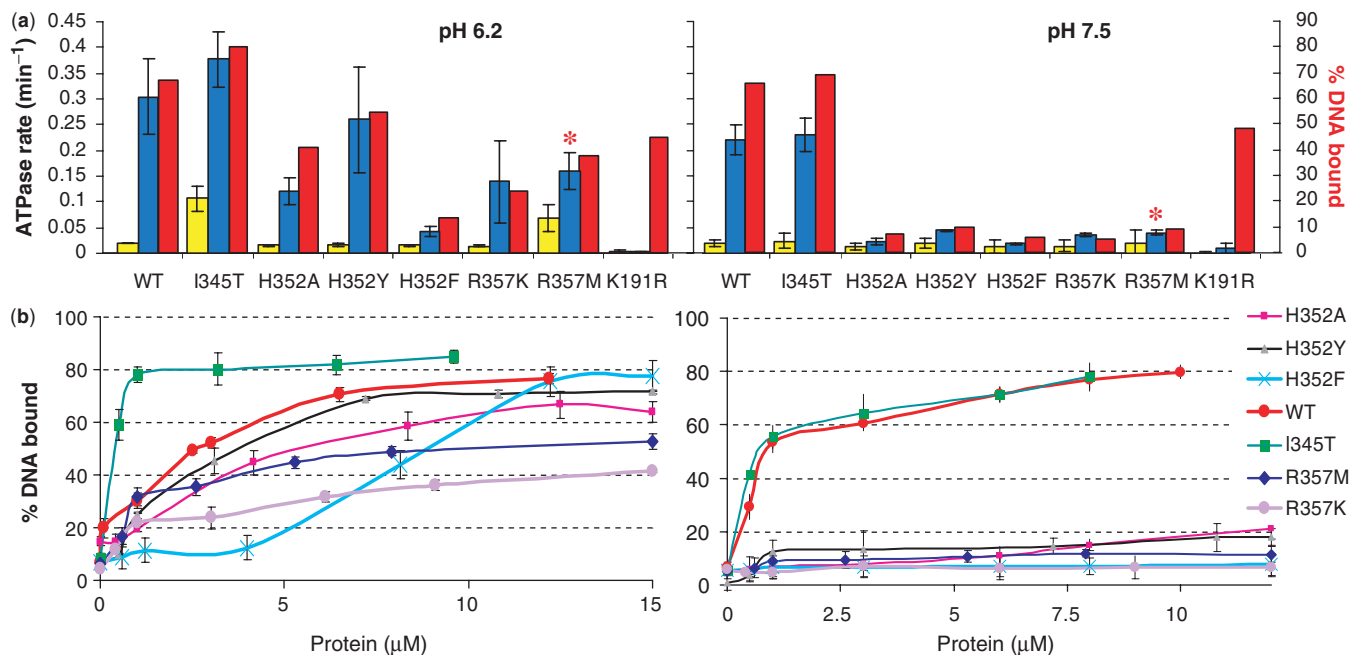 (a)
pH 6.2
pH 7.5
ATPase rate (min⁻¹)
0.45
0.4
0.35
0.3
0.25
0.2
0.15
0.1
0.05
0
*
*
90
80
70
60
50
40
30
20
10
0
% DNA bound
WT I345T H352A H352Y H352F R357K R357M K191R
WT I345T H352A H352Y H352F R357K R357M K191R
(b)
% DNA bound
100
80
60
40
20
0
0 5 10 15
Protein (μM)
100
80
60
40
20
0
0 2.5 5 7.5 10
Protein (μM)
H352A
H352Y
H352F
WT
I345T
R357M
R357K